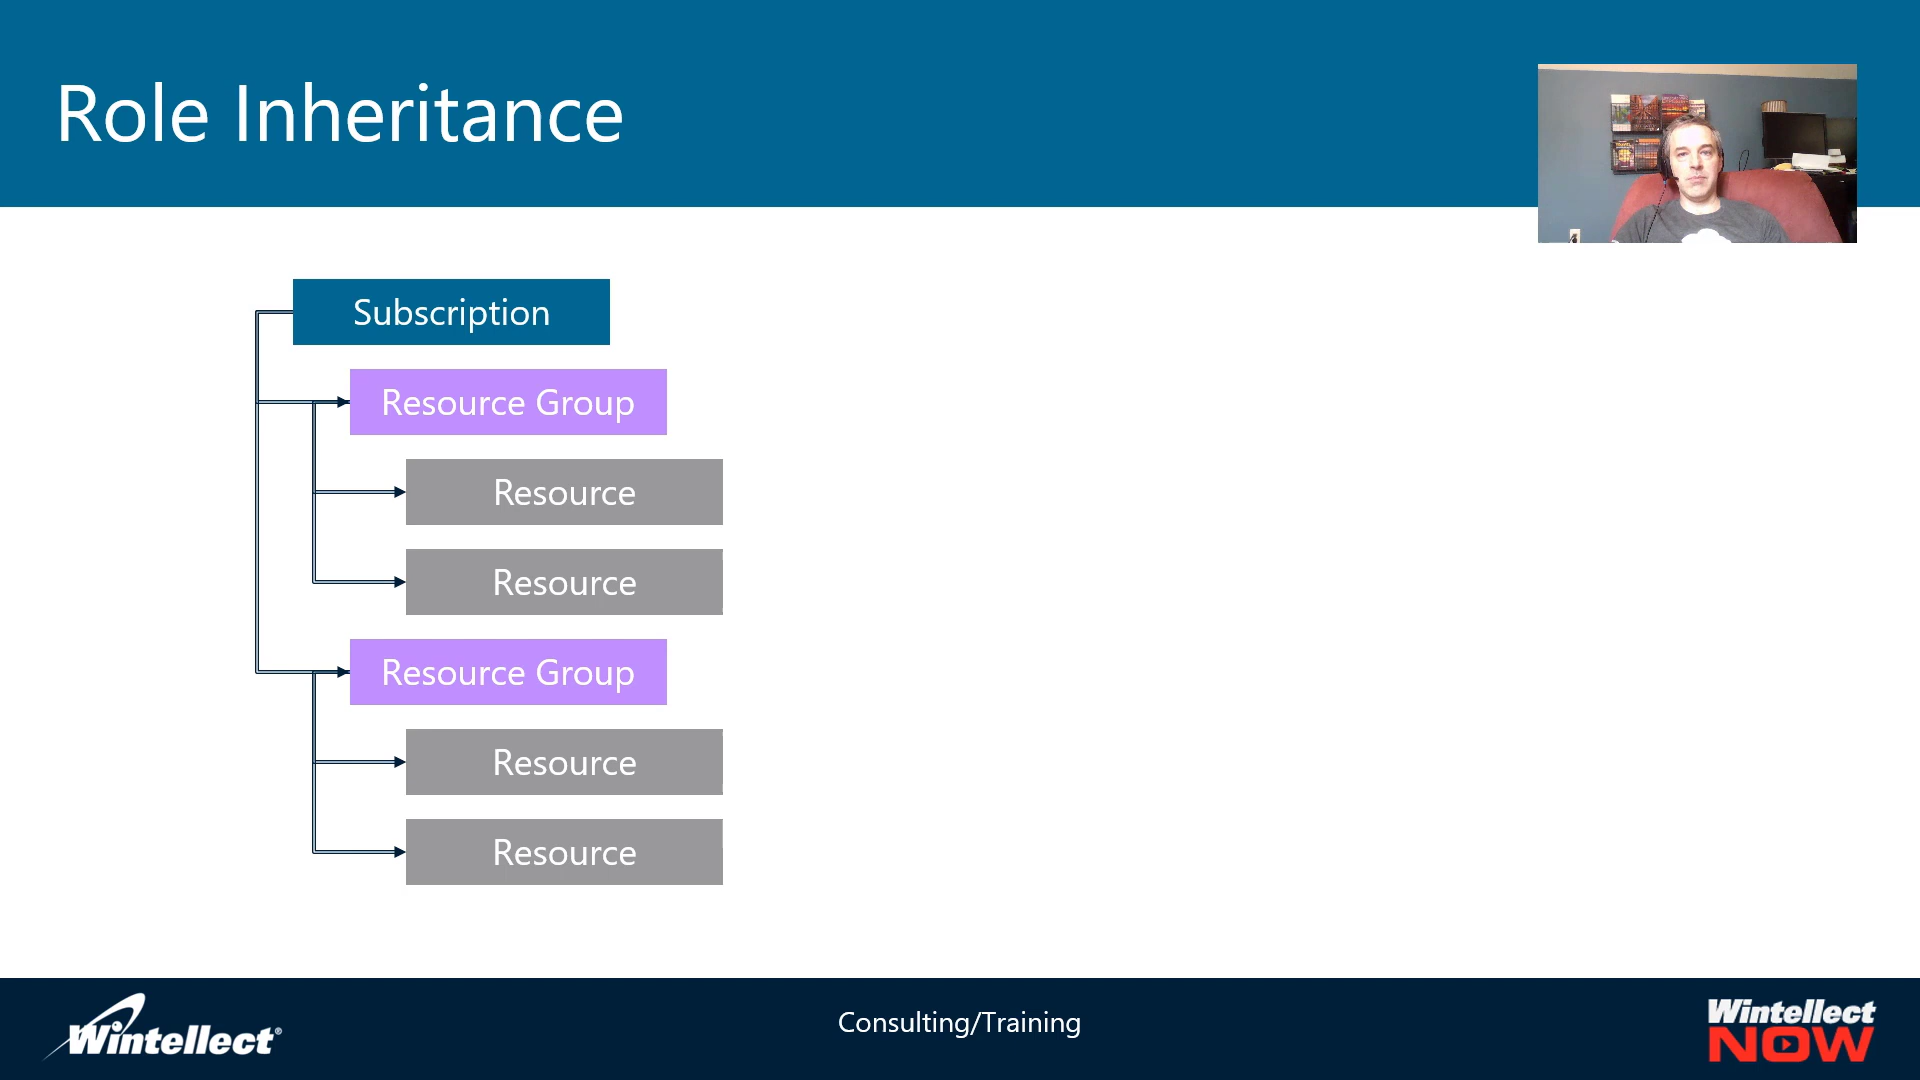 Role Inheritance
Subscription
Resource Group
Resource
Resource
Resource Group
Resource
Resource
Wintellect®
Consulting/Training
Wintellect
NOW